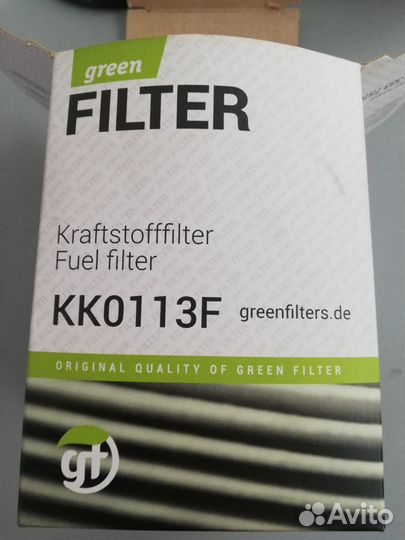 green
FILTER
Kraftstofffilter
Fuel filter
KK0113F
greenfilters.de
ORIGINAL QUALITY OF GREEN FILTER
gf
Avito